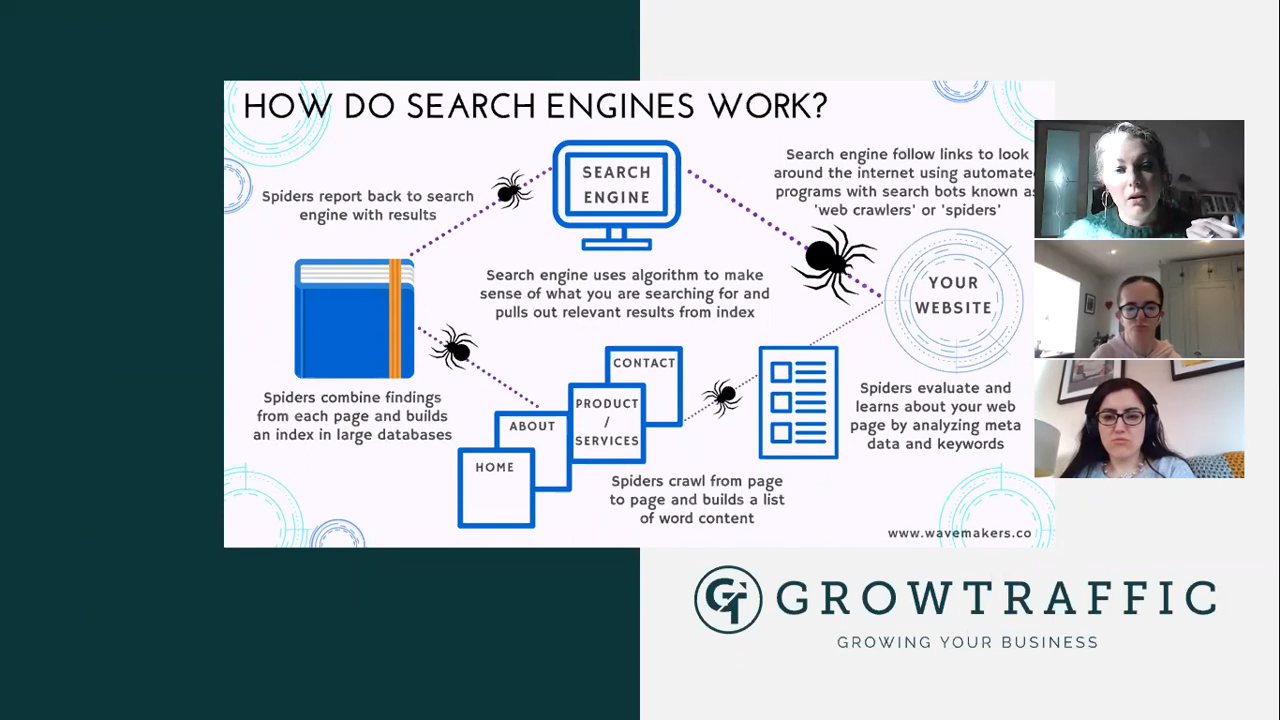 HOW DO SEARCH ENGINES WORK?
SEARCH
ENGINE
Search engine follow links to look
around the internet using automate
programs with search bots known as
'web crawlers' or 'spiders'
Spiders report back to search
engine with results
Search engine uses algorithm to make
sense of what you are searching for and
pulls out relevant results from index
YOUR
WEBSITE
Spiders combine findings
from each page and builds
an index in large databases
CONTACT
PRODUCT
/
SERVICES
ABOUT
HOME
Spiders evaluate and
learns about your web
page by analyzing meta
data and keywords
Spiders crawl from page
to page and builds a list
of word content
www.wavemakers.co
GT GROWTRAFFIC
GROWING YOUR BUSINESS